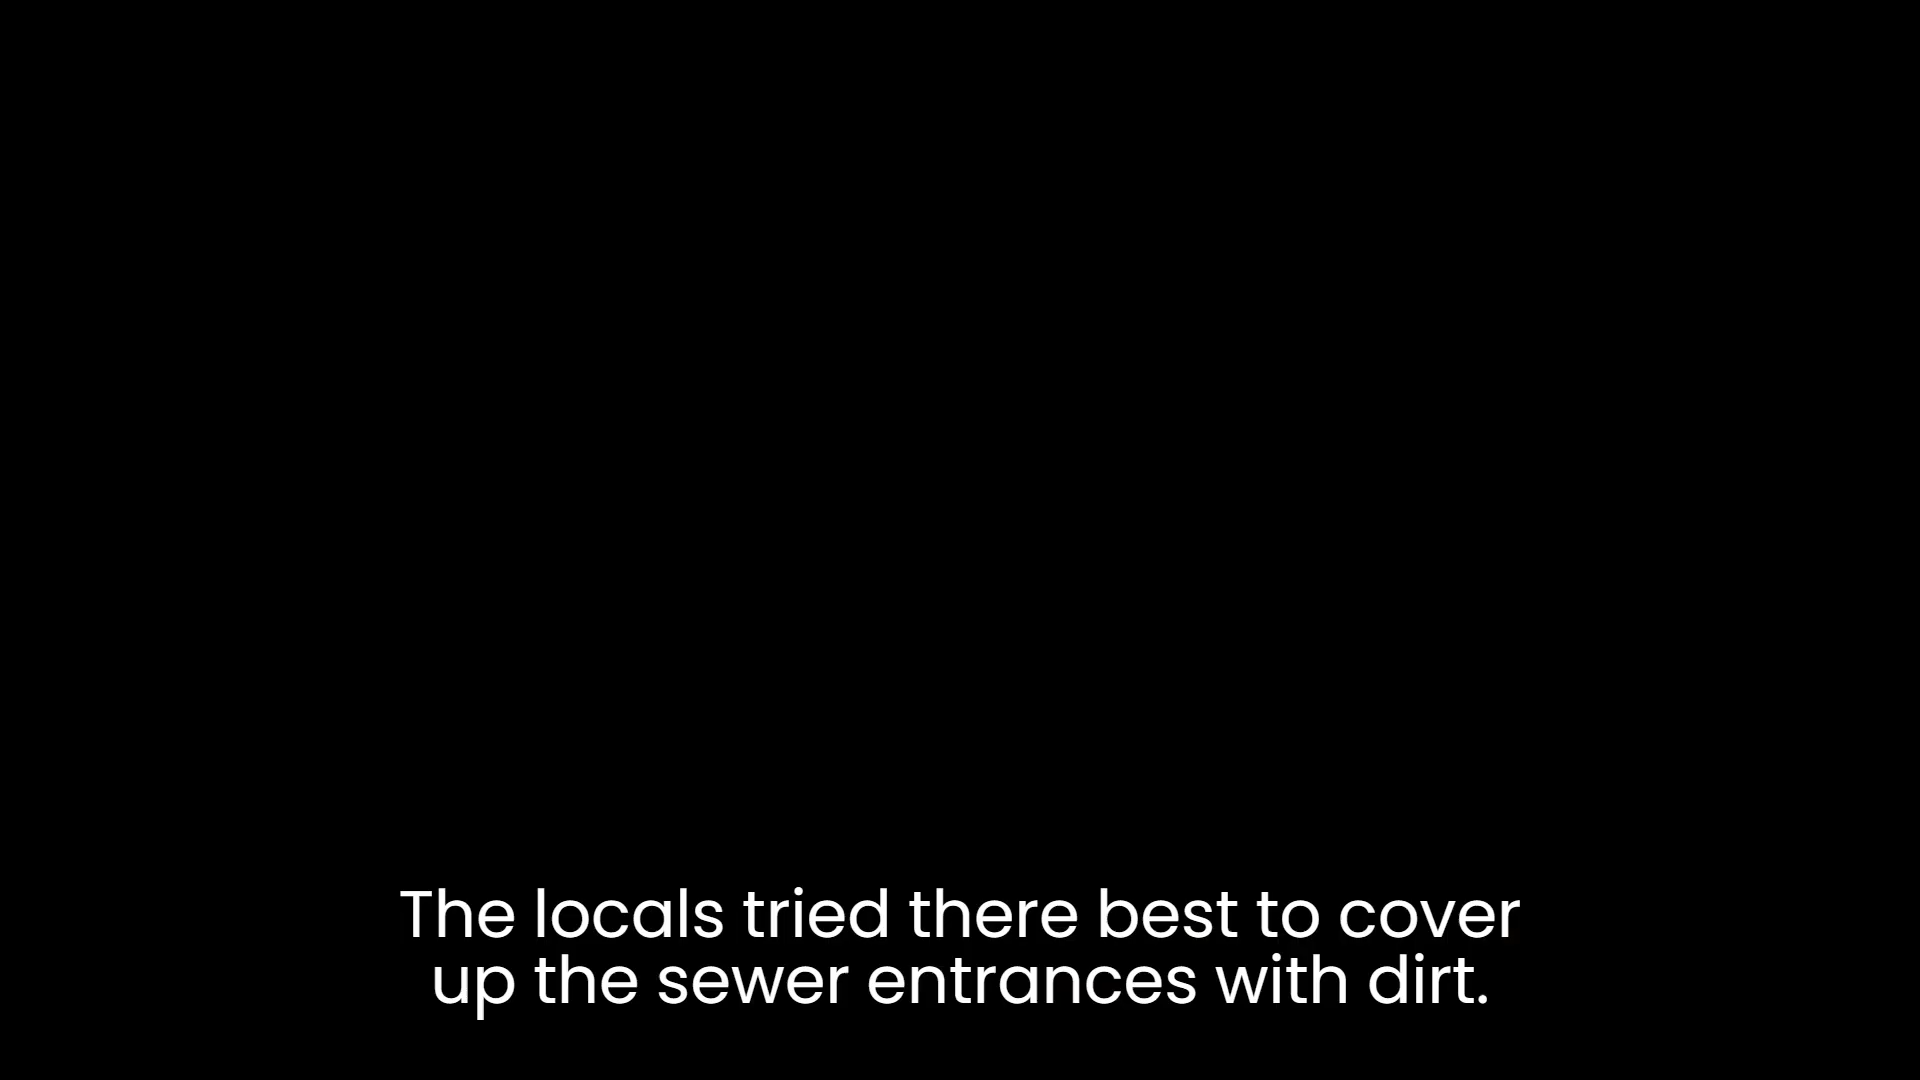 The locals tried there best to cover
up the sewer entrances with dirt.